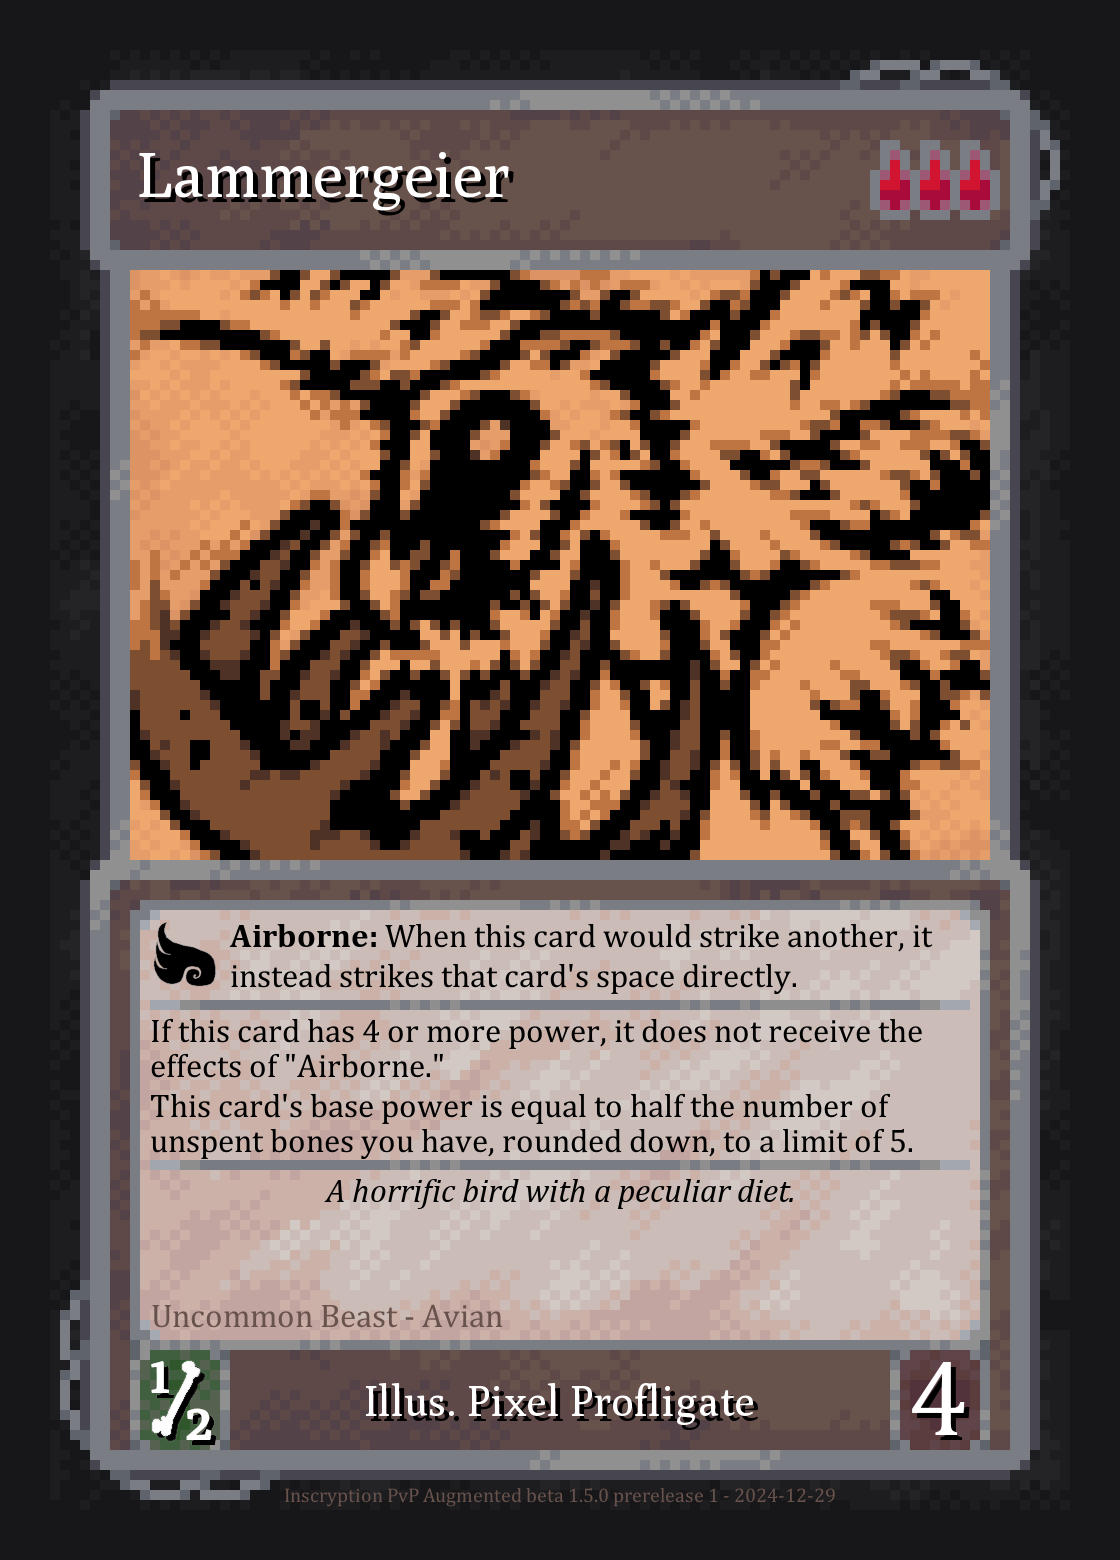 Lammergeier
Airborne: When this card would strike another, it
instead strikes that card's space directly.
If this card has 4 or more power, it does not receive the
effects of "Airborne."
This card's base power is equal to half the number of
unspent bones you have, rounded down, to a limit of 5.
A horrific bird with a peculiar diet.
Uncommon Beast - Avian
1/2
Illus. Pixel Profligate
4
Inscryption PvP Augmented beta 1.5.0 prerelease 1 - 2024-12-29